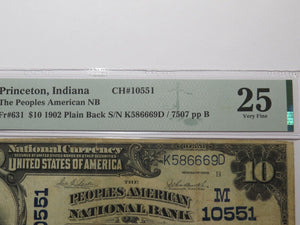 Princeton, Indiana CH#10551
The Peoples American NB
Fr#631 $10 1902 Plain Back S/N K586669D / 7507 pp B
25
Very Fine
National Currency
UNITED STATES OF AMERICA
K586669D
10
THE
PEOPLES AMERICAN
NATIONAL BANK
M
10551
10551